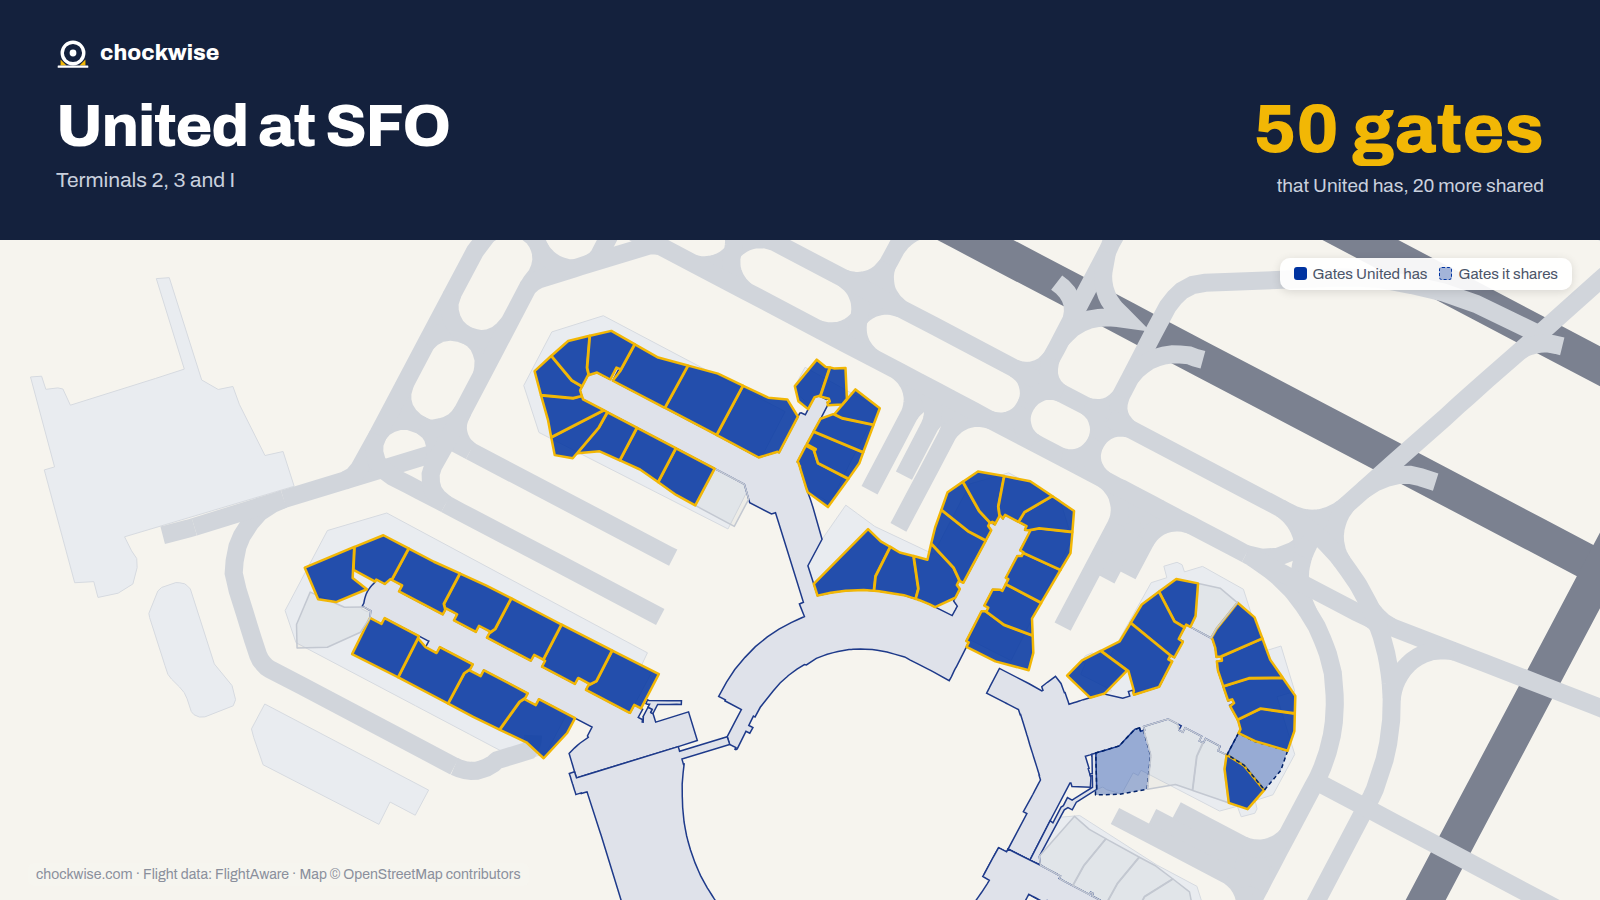 chockwise
United at SFO
Terminals 2, 3 and I
50 gates
that United has, 20 more shared
Gates United has
Gates it shares
chockwise.com · Flight data: FlightAware · Map © OpenStreetMap contributors